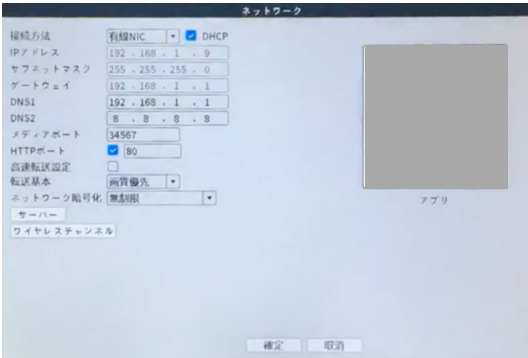 ネットワーク
接続方法 有線NIC DHCP
IPアドレス 192 . 168 . 1 . 9
サブネットマスク 255 . 255 . 255 . 0
ゲートウェイ 192 . 168 . 1 . 1
DNS1 192 . 168 . 1 . 1
DNS2 8 . 8 . 8 . 8
メディアポート 34567
HTTPポート 80
高速転送設定
転送基本 画質優先
ネットワーク暗号化 無制限
サーバー
ワイヤレスチャンネル
アプリ
確定 取消